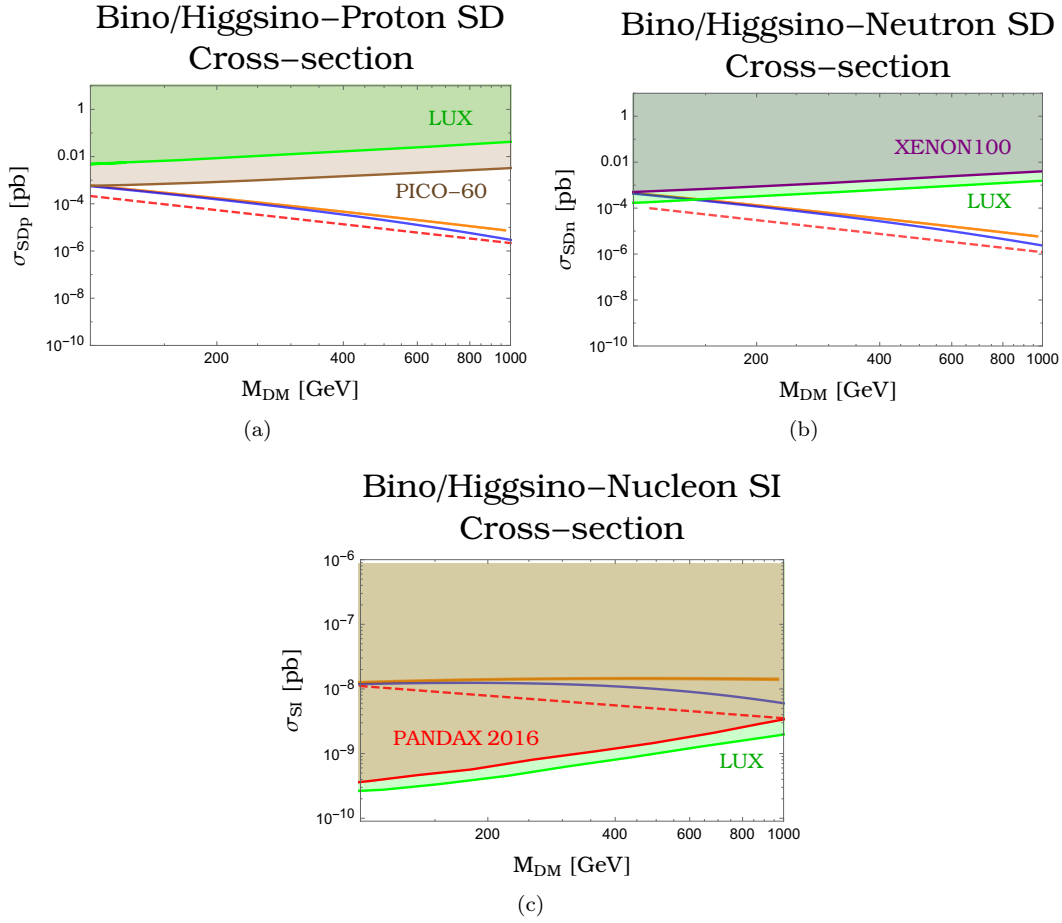 Bino/Higgsino–Proton SD
Cross–section
1
0.01
10⁻⁴
10⁻⁶
10⁻⁸
10⁻¹⁰
σSDp [pb]
LUX
PICO–60
200
400
600
800
1000
MDM [GeV]
(a)
Bino/Higgsino–Neutron SD
Cross–section
1
0.01
10⁻⁴
10⁻⁶
10⁻⁸
10⁻¹⁰
σSDn [pb]
XENON100
LUX
200
400
600
800
1000
MDM [GeV]
(b)
Bino/Higgsino–Nucleon SI
Cross–section
10⁻⁶
10⁻⁷
10⁻⁸
10⁻⁹
10⁻¹⁰
σSI [pb]
PANDAX 2016
LUX
200
400
600
800
1000
MDM [GeV]
(c)